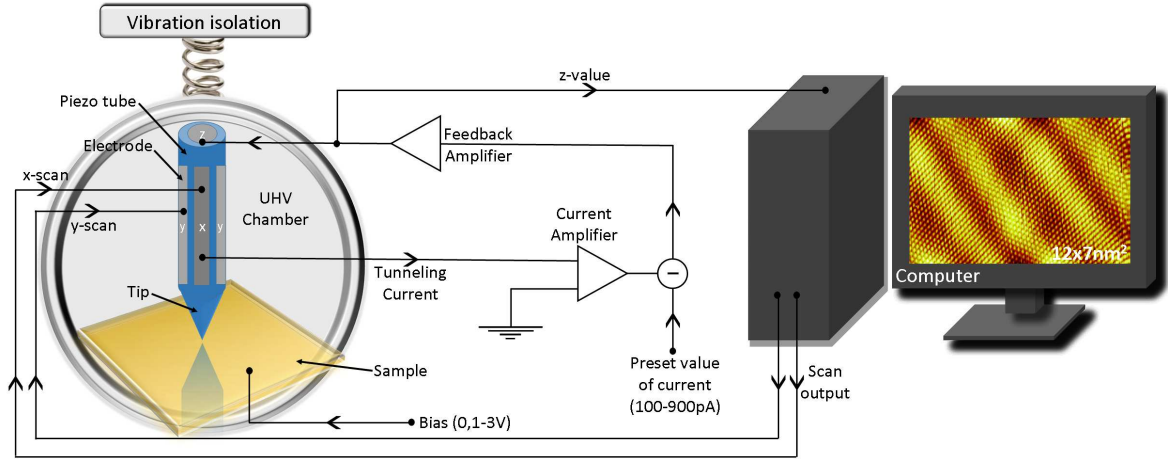 Vibration isolation
z-value
Piezo tube
z
Feedback
Amplifier
Electrode
x-scan
UHV
Chamber
y-scan
y
x
y
Current
Amplifier
12x7nm²
Computer
Tunneling
Current
−
Tip
Sample
Preset value
of current
(100-900pA)
Scan
output
Bias (0,1-3V)